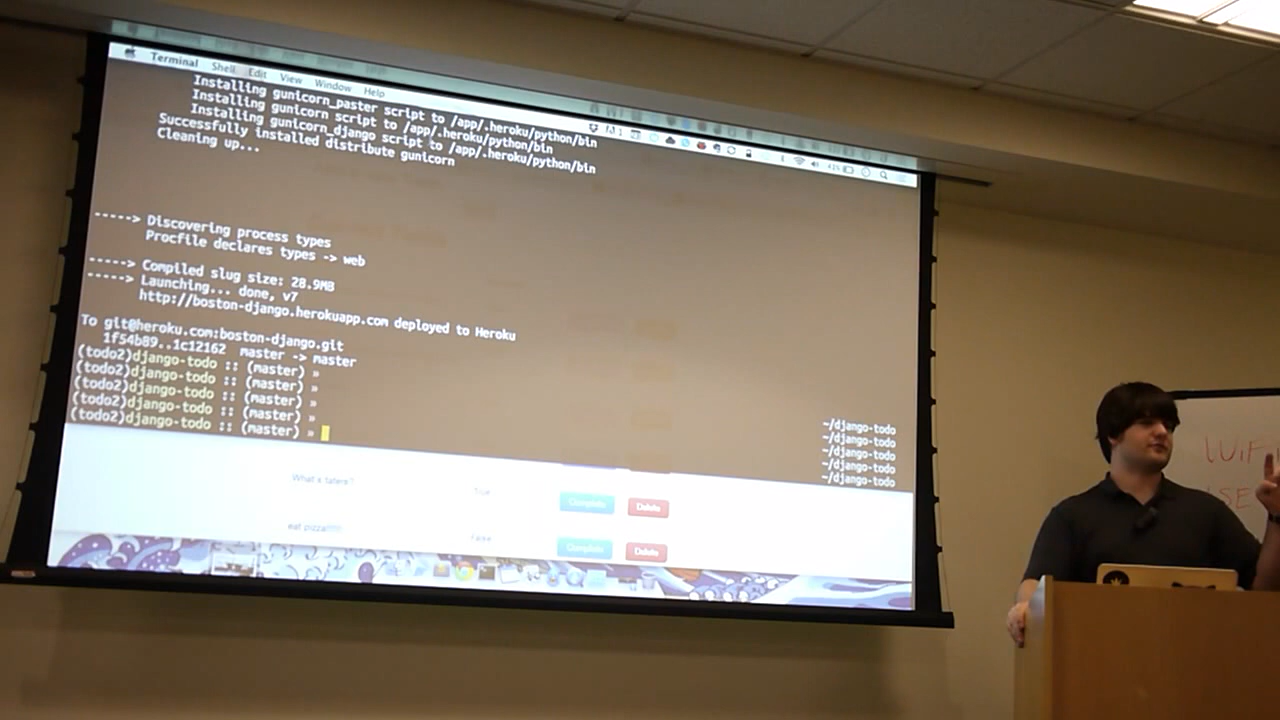 Terminal Shell Edit View Window Help
Installing gunicorn_paster script to /app/.heroku/python/bin
Installing gunicorn script to /app/.heroku/python/bin
Installing gunicorn_django script to /app/.heroku/python/bin
Successfully installed distribute gunicorn
Cleaning up...
-----> Discovering process types
Procfile declares types -> web
-----> Compiled slug size: 28.9MB
-----> Launching... done, v7
http://boston-django.herokuapp.com deployed to Heroku
To git@heroku.com:boston-django.git
1f54b89..1c12162 master -> master
(todo2)django-todo :: (master) » ~/django-todo
(todo2)django-todo :: (master) » ~/django-todo
(todo2)django-todo :: (master) » ~/django-todo
(todo2)django-todo :: (master) » ~/django-todo
(todo2)django-todo :: (master) » ~/django-todo
What's taters? True Complete Delete
eat pizza!!!!! False Complete Delete